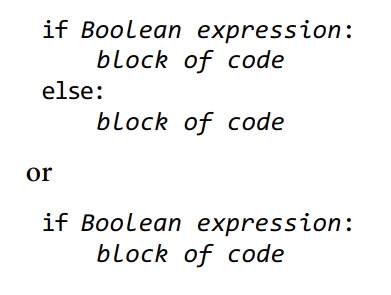 if Boolean expression:
    block of code
else:
    block of code
or
if Boolean expression:
    block of code